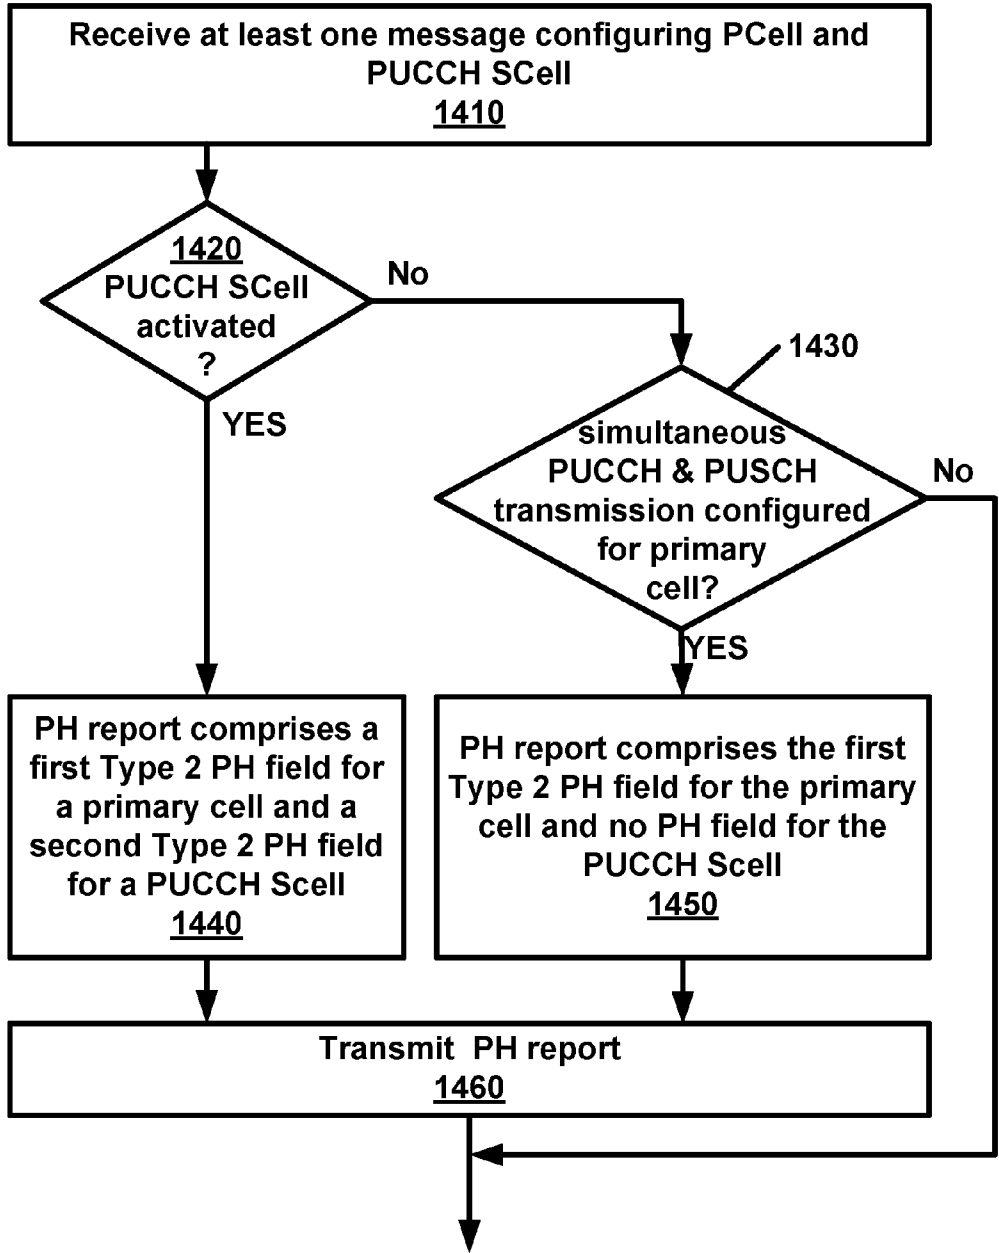 Receive at least one message configuring PCell and
PUCCH SCell
1410
1420
PUCCH SCell
activated
?
No
YES
1430
simultaneous
PUCCH & PUSCH
transmission configured
for primary
cell?
No
YES
PH report comprises a
first Type 2 PH field for
a primary cell and a
second Type 2 PH field
for a PUCCH Scell
1440
PH report comprises the first
Type 2 PH field for the primary
cell and no PH field for the
PUCCH Scell
1450
Transmit PH report
1460